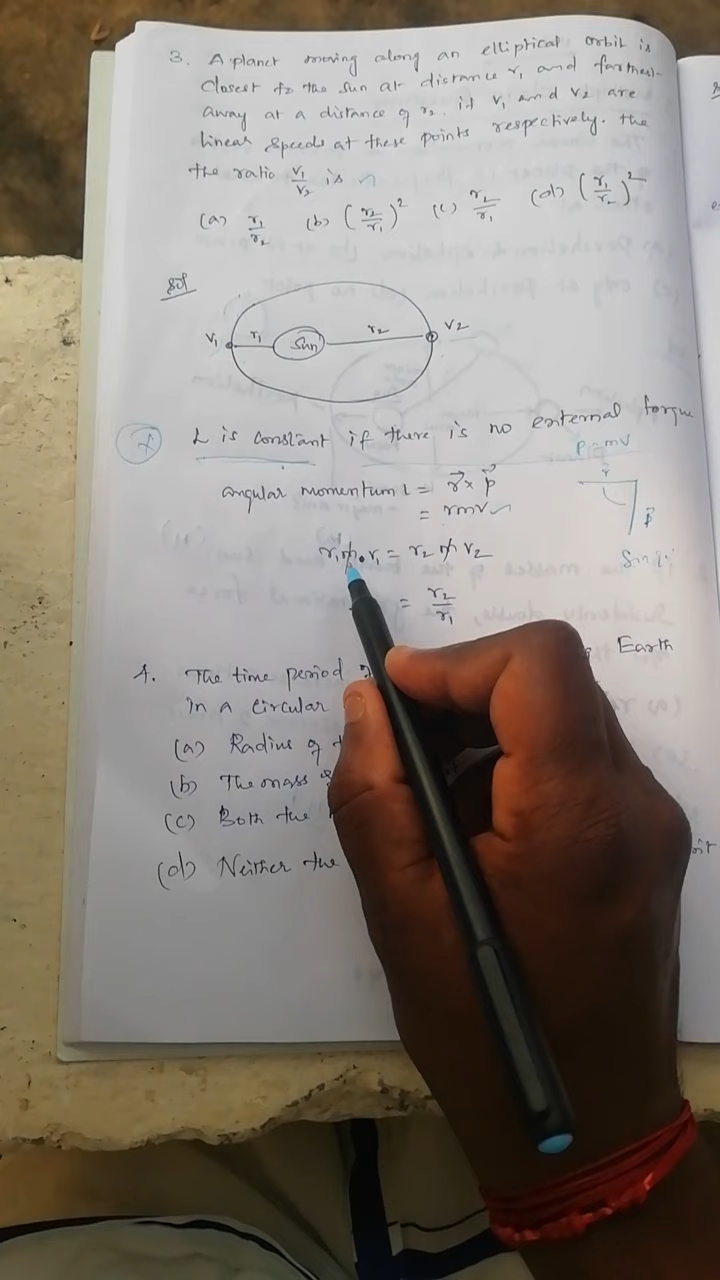 3. A planet moving along an elliptical orbit is
closest to the sun at distance r₁ and farthest
away at a distance of r₂. if v₁ and v₂ are
linear speeds at these points respectively. the
the ratio v₁/v₂ is
(a) r₁/r₂ (b) (r₂/r₁)² (c) r₂/r₁ (d) (r₁/r₂)²
Sol
V₁ r₁ Sun r₂ V2
L is constant if there is no external torque
P = mV
angular momentum L = r⃗ × p⃗
r⃗
= rmv
p⃗
r₁m·r₁ = r₂ m v₂
= r₂/r₁
4. The time period Earth
in a circular
(a) Radius of
(b) The mass
(c) Both the
(d) Neither the